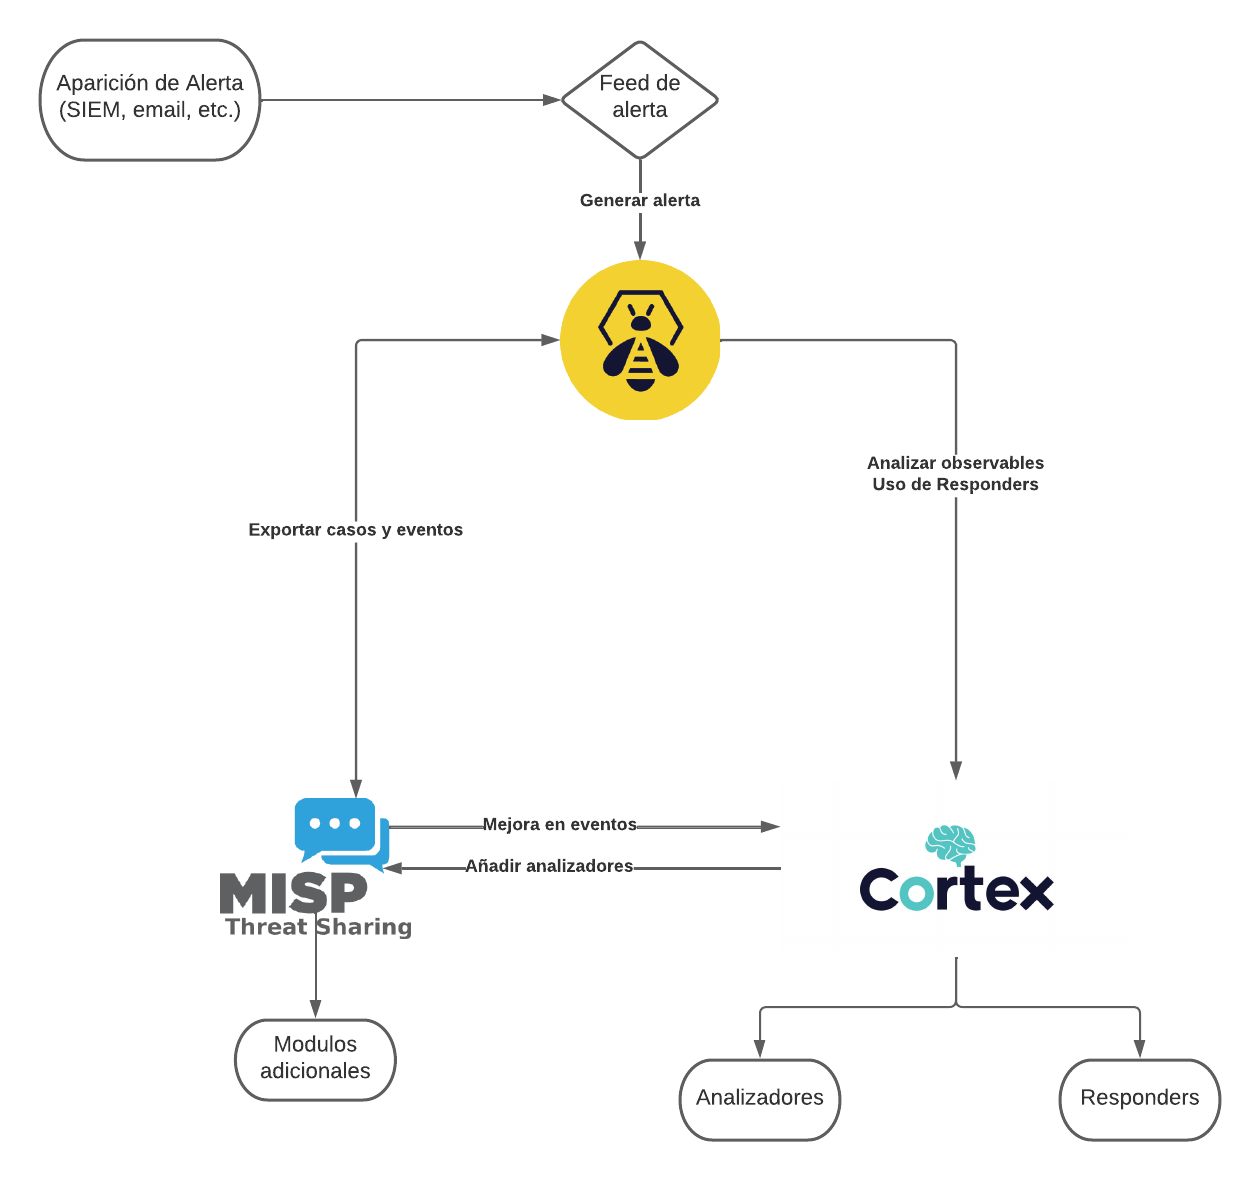 Aparición de Alerta
(SIEM, email, etc.)
Feed de
alerta
Generar alerta
Analizar observables
Uso de Responders
Exportar casos y eventos
Mejora en eventos
Añadir analizadores
MISP
Threat Sharing
Cortex
Modulos
adicionales
Analizadores
Responders